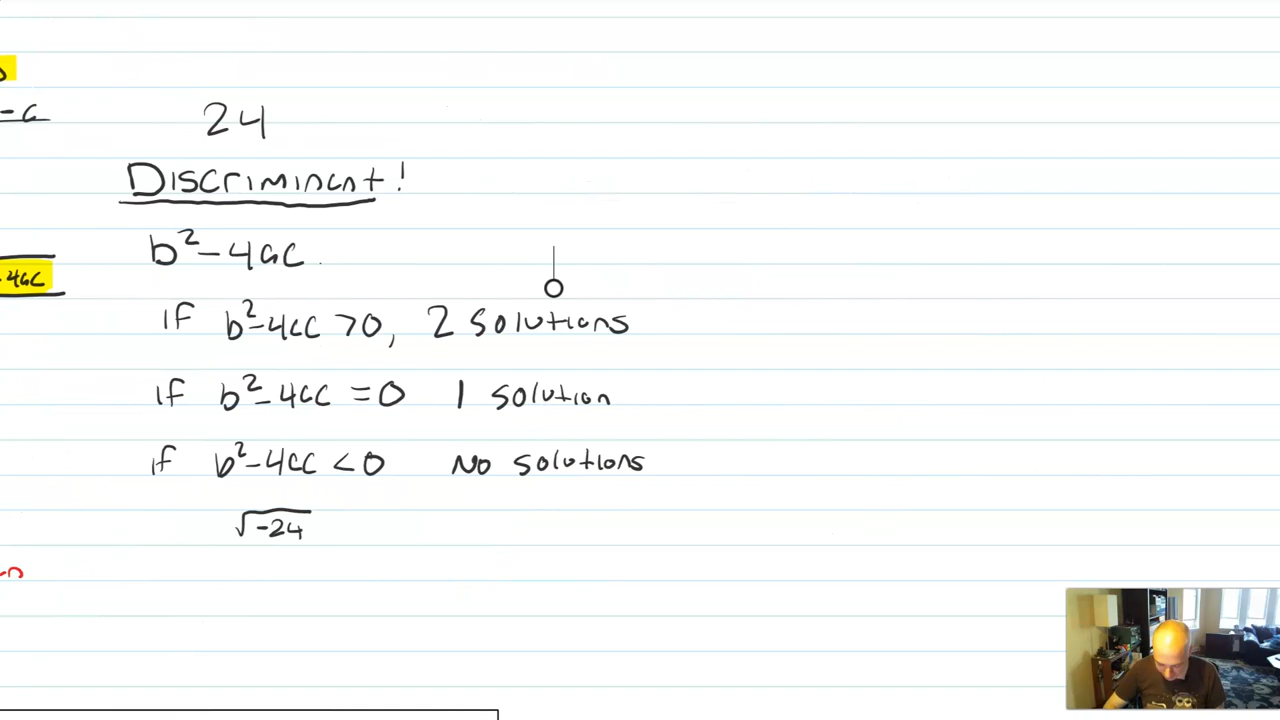 24
Discriminant!
b²-4ac
-4ac
if b²-4ac >0, 2 solutions
if b²-4ac =0 1 solution
if b²-4ac <0 No solutions
√-24